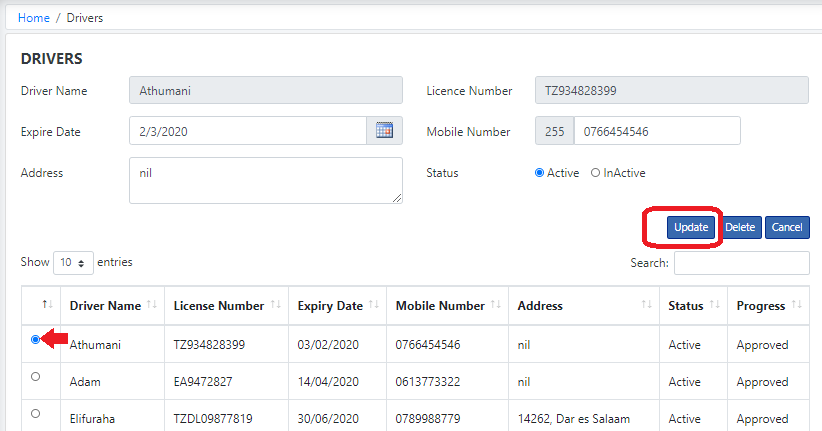 Home / Drivers
DRIVERS
Driver Name Athumani Licence Number TZ934828399
Expire Date 2/3/2020 Mobile Number 255 0766454546
Address nil Status Active InActive
Update Delete Cancel
Show 10 entries Search:
Driver Name License Number Expiry Date Mobile Number Address Status Progress
Athumani TZ934828399 03/02/2020 0766454546 nil Active Approved
Adam EA9472827 14/04/2020 0613773322 nil Active Approved
Elifuraha TZDL09877819 30/06/2020 0789988779 14262, Dar es Salaam Active Approved